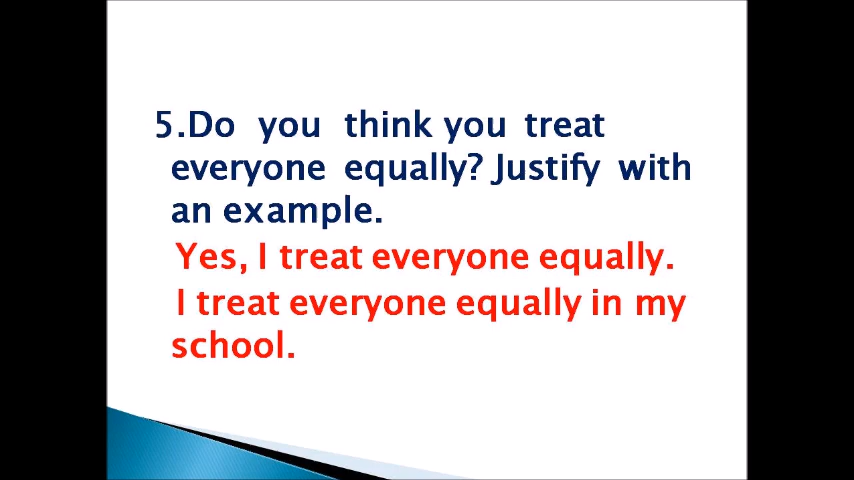 5.Do you think you treat
everyone equally? Justify with
an example.
Yes, I treat everyone equally.
I treat everyone equally in my
school.